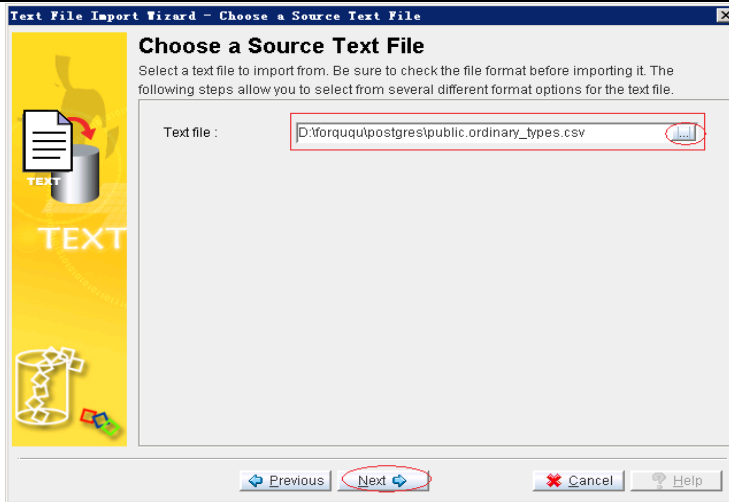 Text File Import Wizard - Choose a Source Text File
Choose a Source Text File
Select a text file to import from. Be sure to check the file format before importing it. The
following steps allow you to select from several different format options for the text file.
Text file :
D:\forququ\postgres\public.ordinary_types.csv
...
TEXT
TEXT
Previous
Next
Cancel
Help